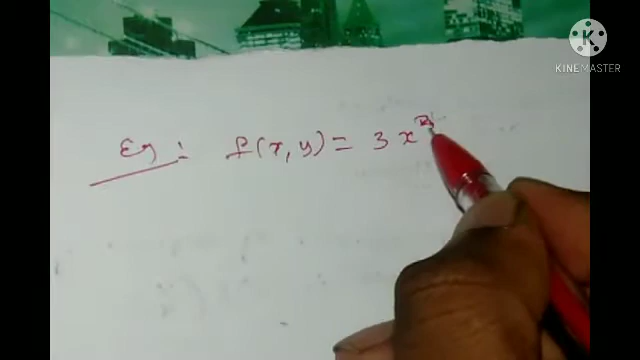 Eg: f(x, y) = 3x
KINEMASTER